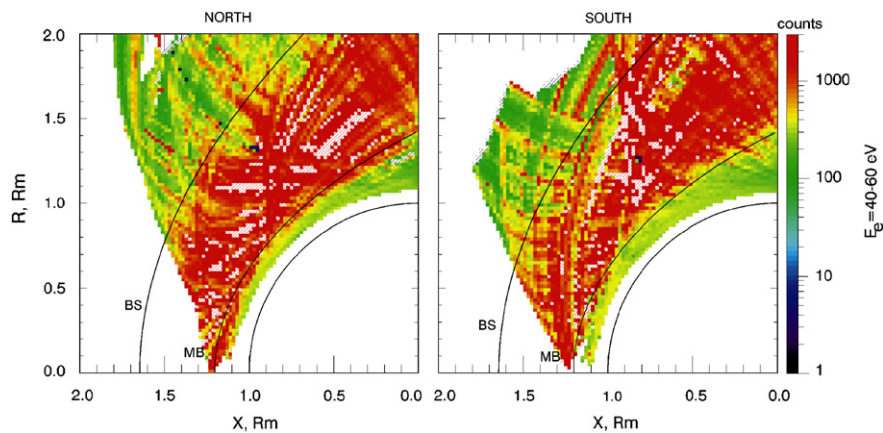 NORTH
SOUTH
counts
2.0
1.5
1.0
0.5
0.0
R, Rm
BS
MB
2.0 1.5 1.0 0.5 0.0
X, Rm
BS
MB
2.0 1.5 1.0 0.5 0.0
X, Rm
1000
100
10
1
Ee=40-60 eV